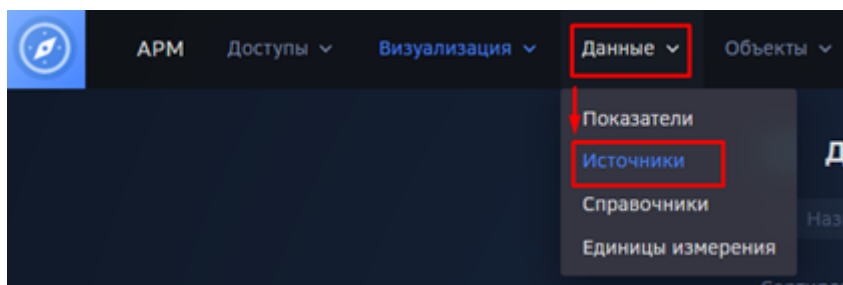 АРМ Доступы Визуализация Данные Объекты
Показатели
Источники
Справочники
Единицы измерения